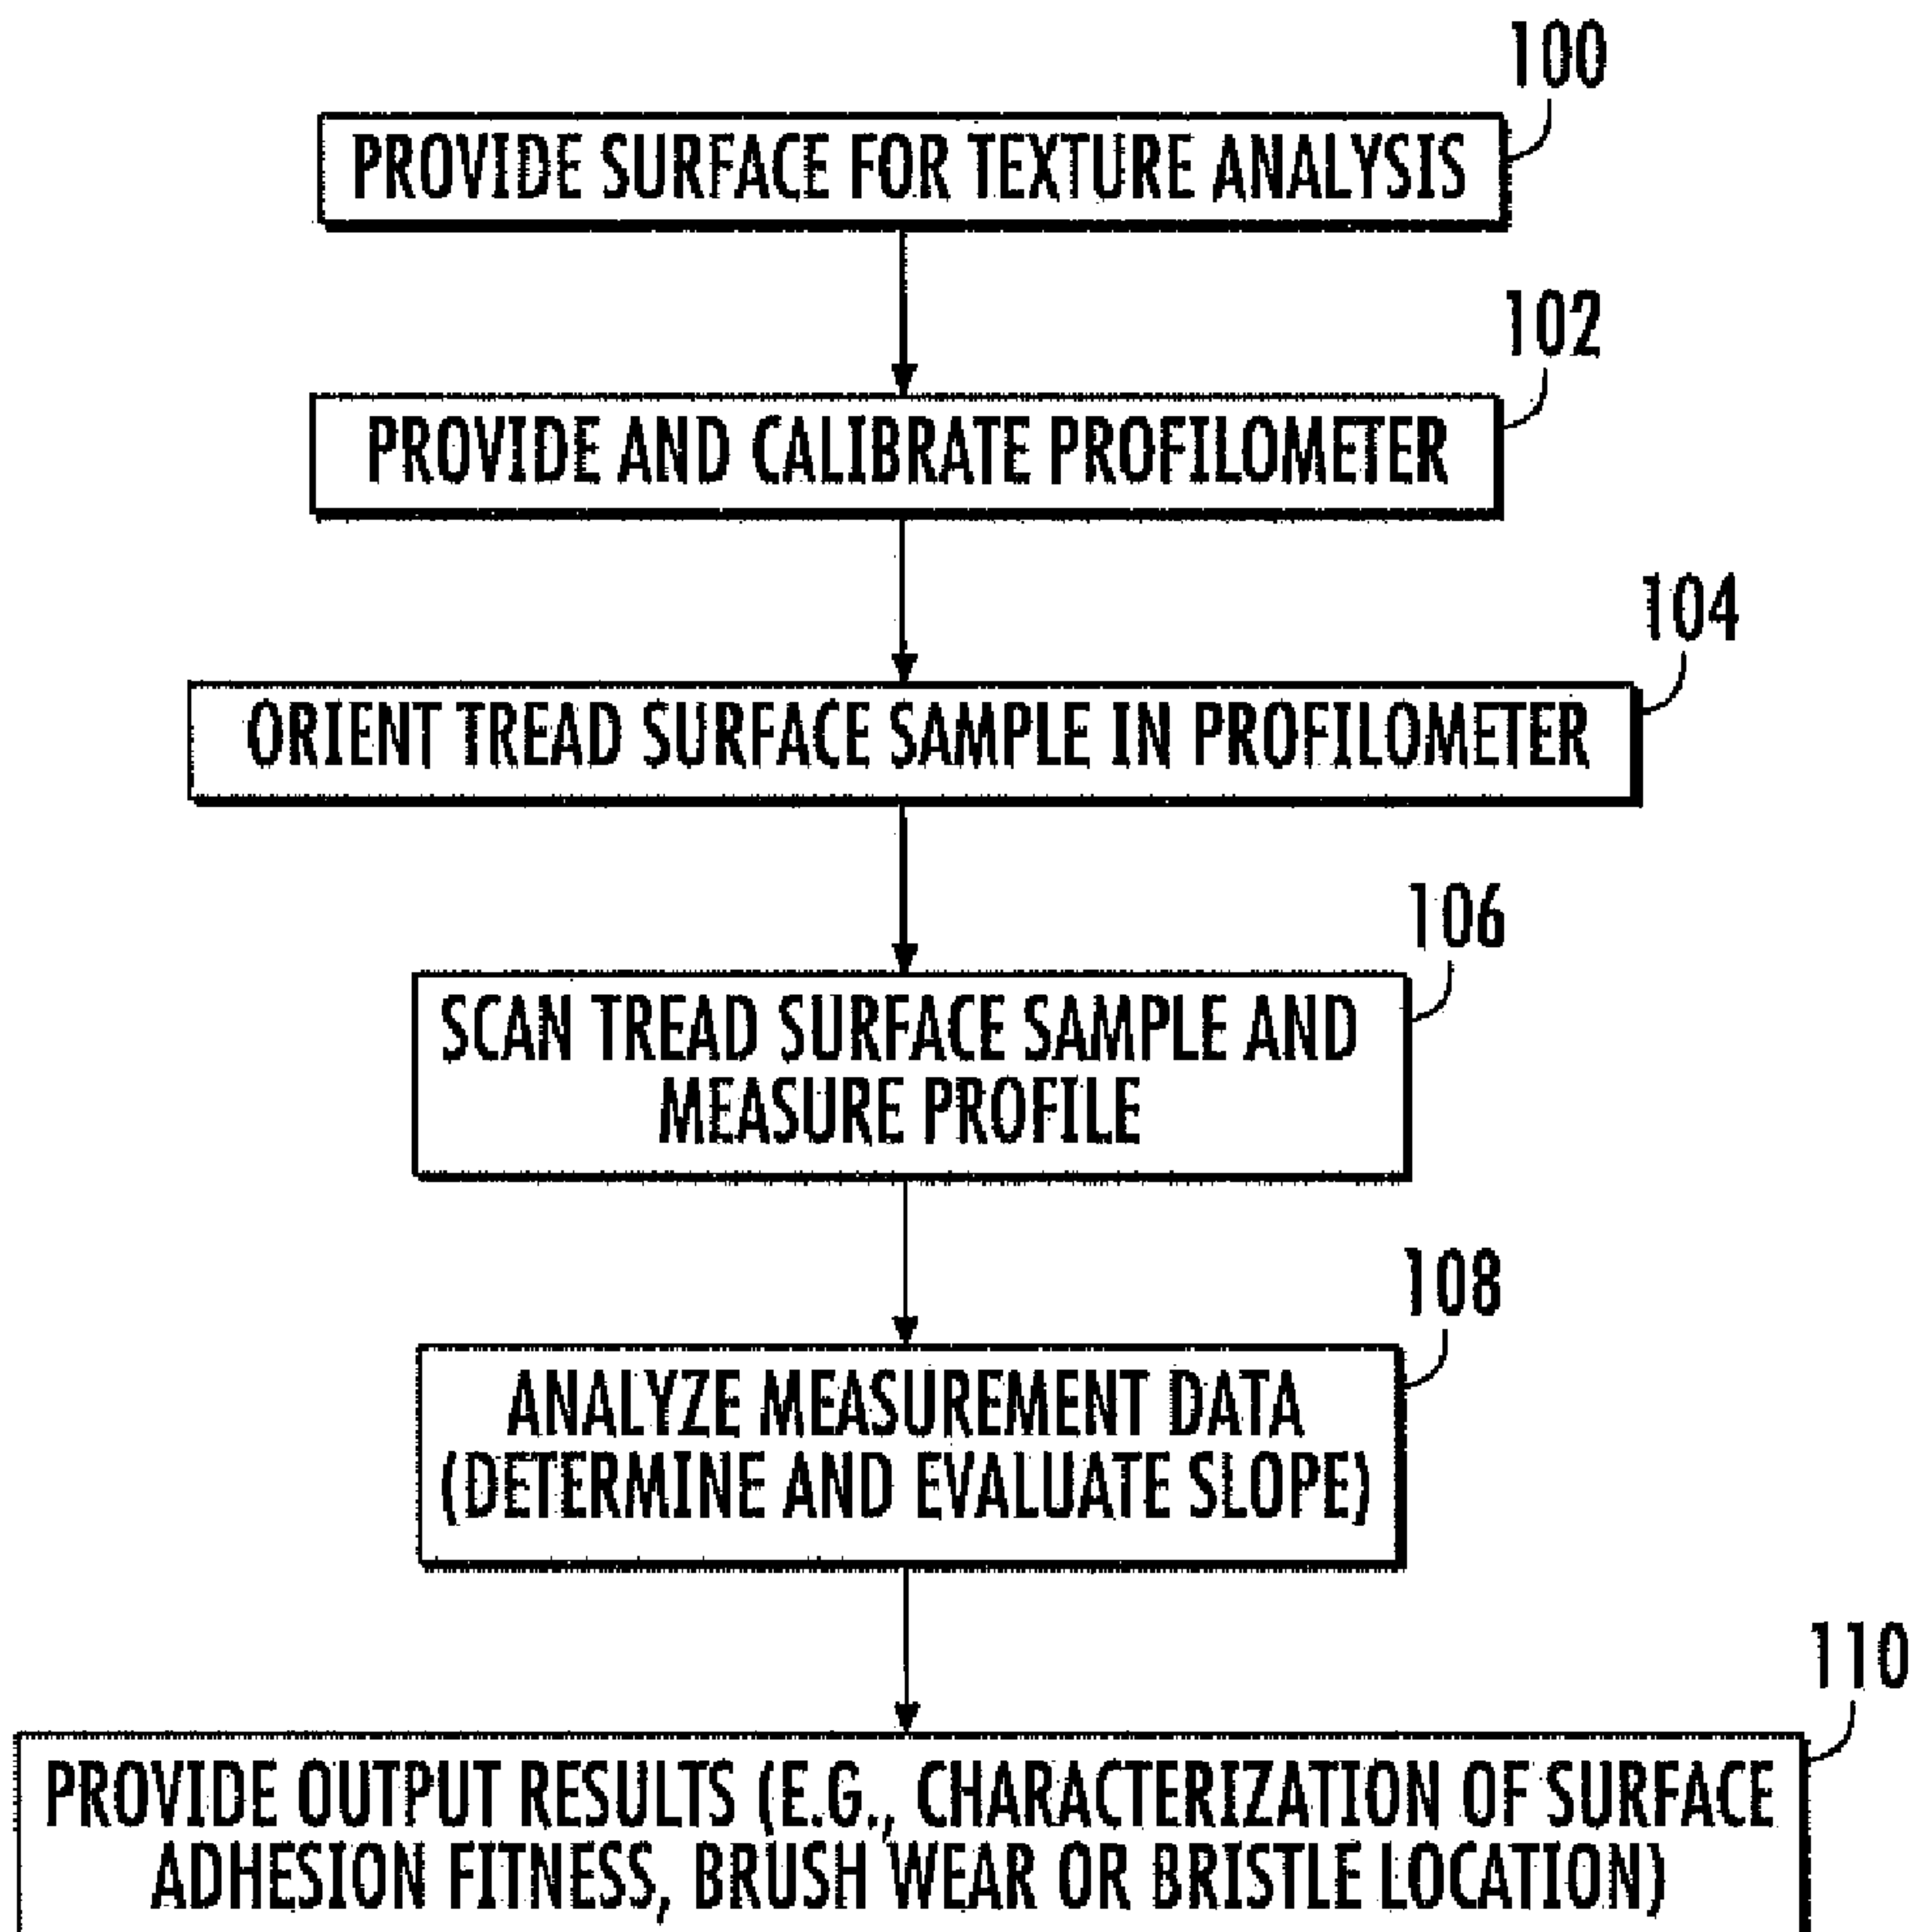 100
PROVIDE SURFACE FOR TEXTURE ANALYSIS
102
PROVIDE AND CALIBRATE PROFILOMETER
104
ORIENT TREAD SURFACE SAMPLE IN PROFILOMETER
106
SCAN TREAD SURFACE SAMPLE AND
MEASURE PROFILE
108
ANALYZE MEASUREMENT DATA
(DETERMINE AND EVALUATE SLOPE)
110
PROVIDE OUTPUT RESULTS (E.G., CHARACTERIZATION OF SURFACE
ADHESION FITNESS, BRUSH WEAR OR BRISTLE LOCATION)